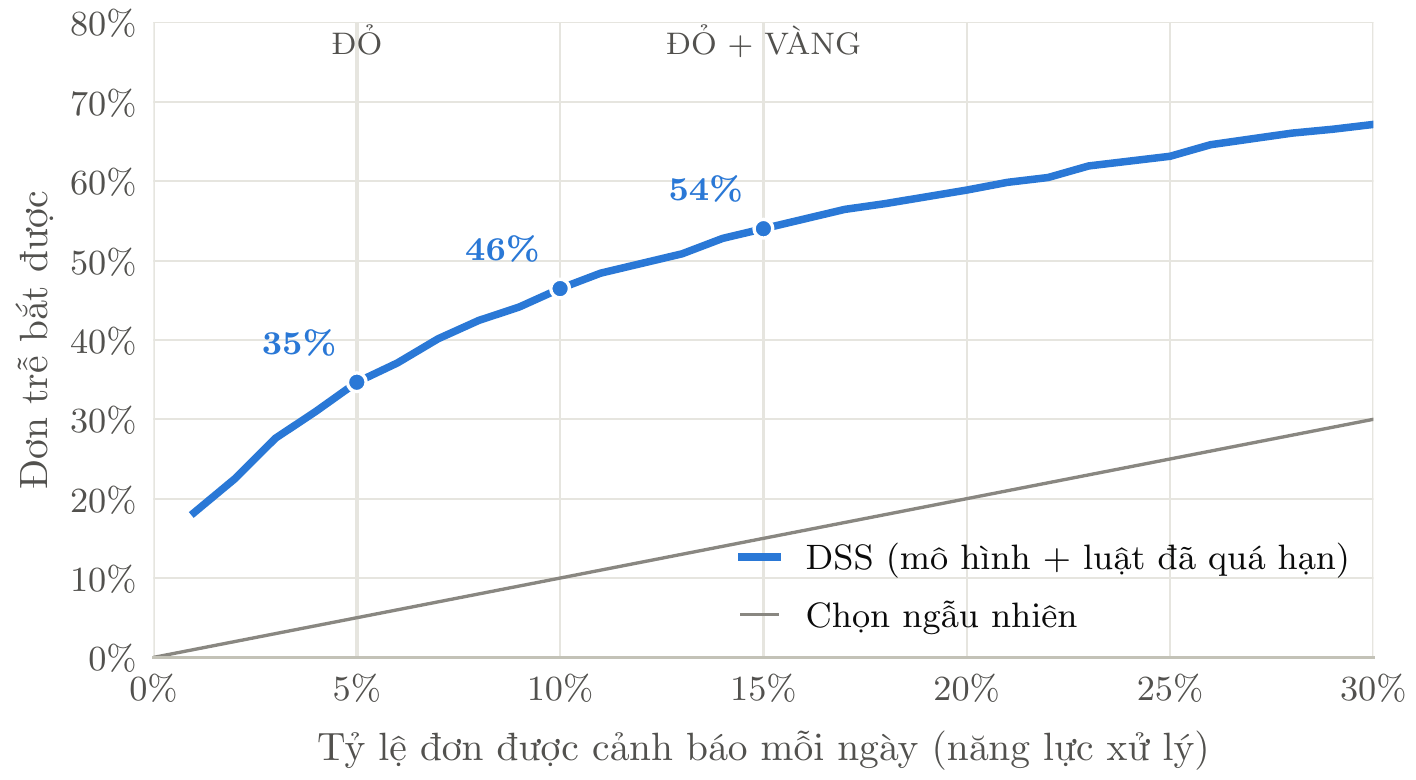 80%
70%
60%
50%
40%
30%
20%
10%
0%
Đơn trễ bắt được
ĐỎ
ĐỎ + VÀNG
35%
46%
54%
DSS (mô hình + luật đã quá hạn)
Chọn ngẫu nhiên
0% 5% 10% 15% 20% 25% 30%
Tỷ lệ đơn được cảnh báo mỗi ngày (năng lực xử lý)